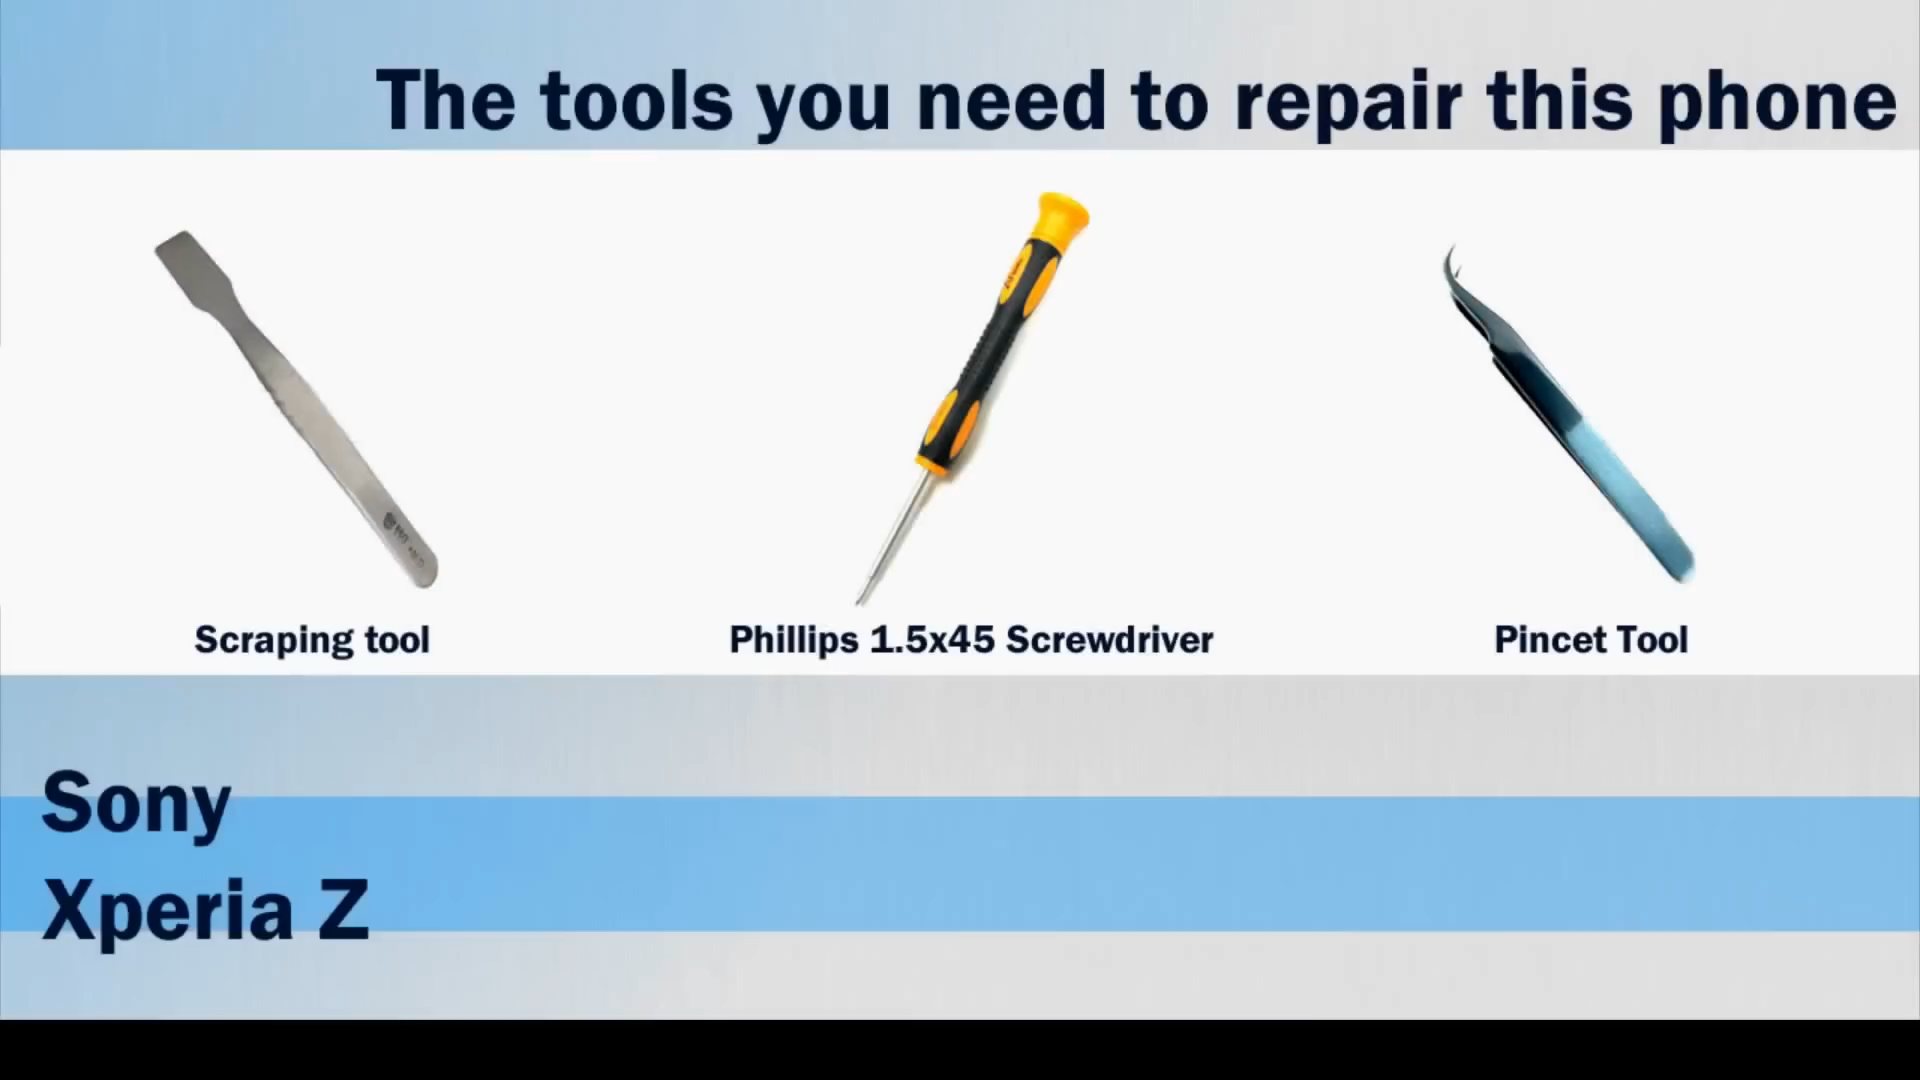 The tools you need to repair this phone
Scraping tool
Phillips 1.5x45 Screwdriver
Pincet Tool
Sony
Xperia Z